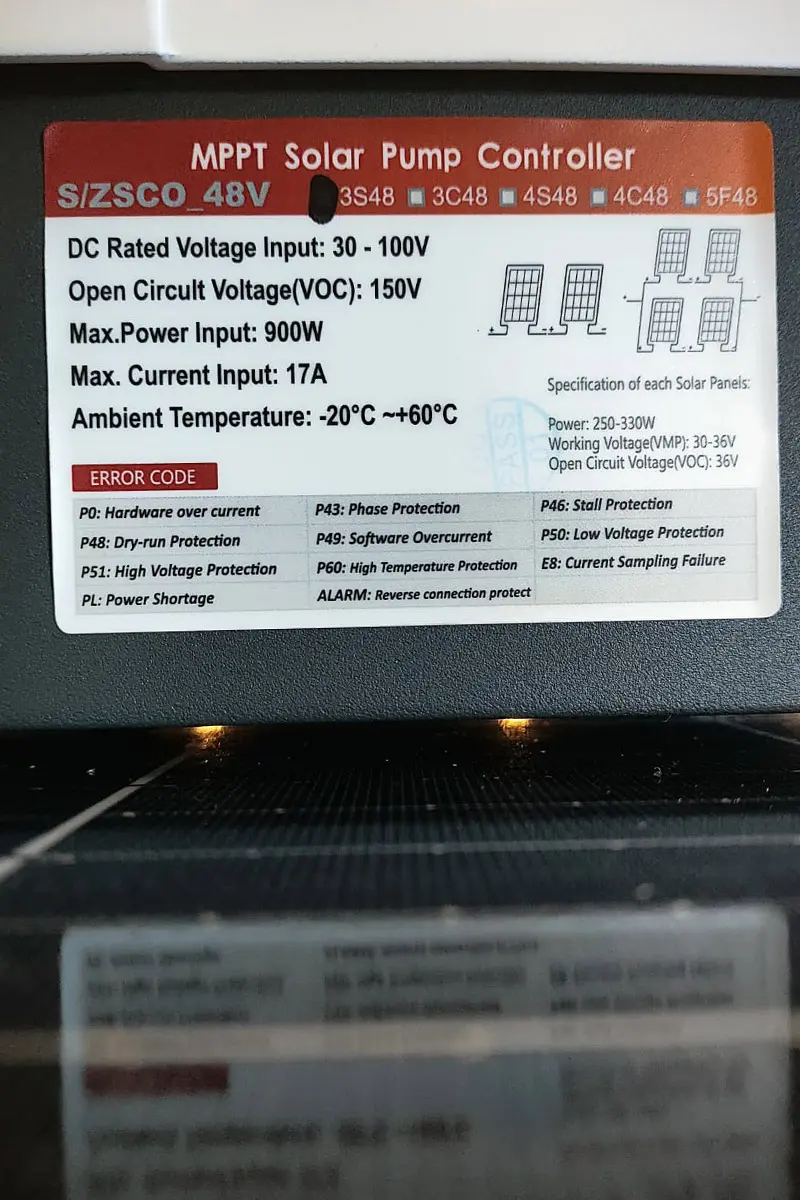 MPPT Solar Pump Controller
S/ZSCO_48V 3S48 3C48 4S48 4C48 5F48
DC Rated Voltage Input: 30 - 100V
Open Circult Voltage(VOC): 150V
Max.Power Input: 900W
Max. Current Input: 17A
Ambient Temperature: -20°C ~+60°C
Specification of each Solar Panels:
Power: 250-330W
Working Voltage(VMP): 30-36V
Open Circuit Voltage(VOC): 36V
PASS
ERROR CODE
P0: Hardware over current P43: Phase Protection P46: Stall Protection
P48: Dry-run Protection P49: Software Overcurrent P50: Low Voltage Protection
P51: High Voltage Protection P60: High Temperature Protection E8: Current Sampling Failure
PL: Power Shortage ALARM: Reverse connection protect